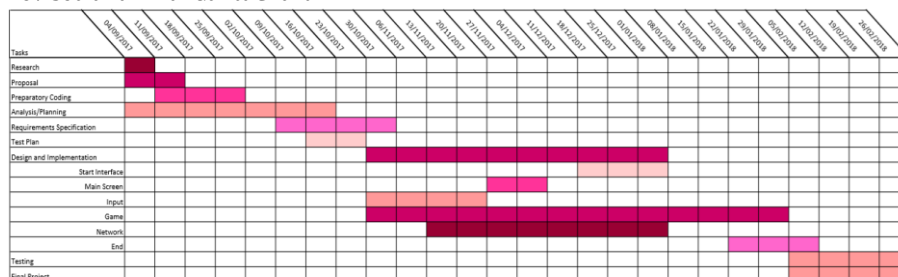 04/09/2017 11/09/2017 18/09/2017 25/09/2017 02/10/2017 09/10/2017 16/10/2017 23/10/2017 30/10/2017 06/11/2017 13/11/2017 20/11/2017 27/11/2017 04/12/2017 11/12/2017 18/12/2017 25/12/2017 01/01/2018 08/01/2018 15/01/2018 22/01/2018 29/01/2018 05/02/2018 12/02/2018 19/02/2018 26/02/2018
Tasks
Research
Proposal
Preparatory Coding
Analysis/Planning
Requirements Specification
Test Plan
Design and Implementation
Start Interface
Main Screen
Input
Game
Network
End
Testing
Final Project